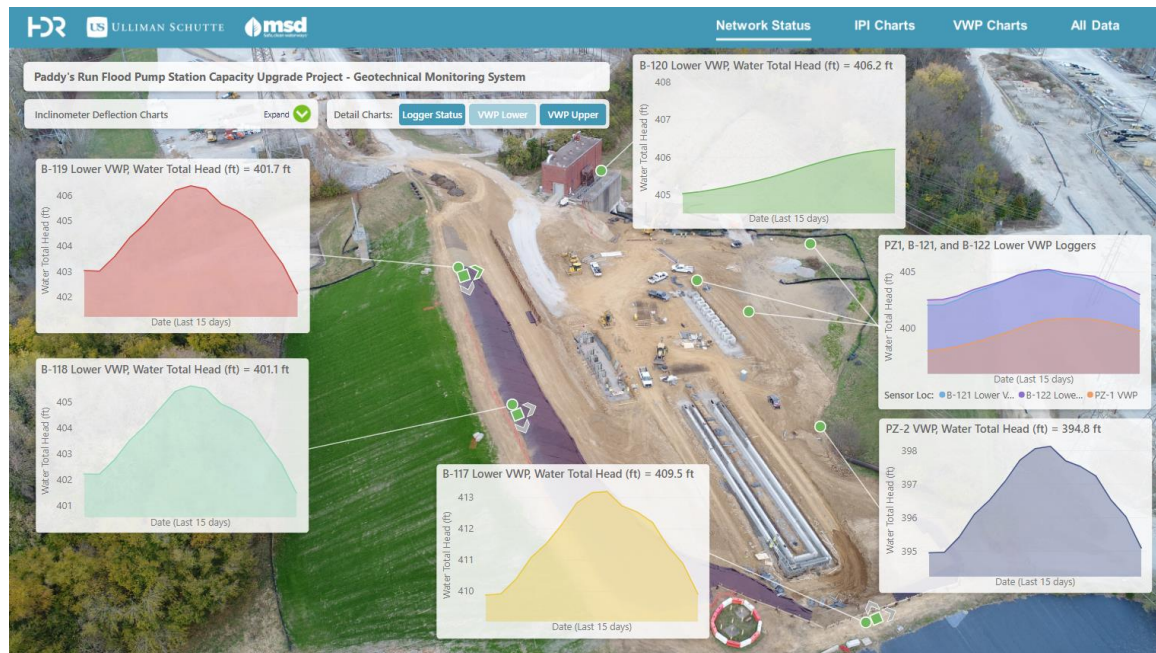 HDR US ULLIMAN SCHUTTE msd
Network Status IPI Charts VWP Charts All Data
Paddy's Run Flood Pump Station Capacity Upgrade Project - Geotechnical Monitoring System
Inclinometer Deflection Charts Expand
Detail Charts: Logger Status VWP Lower VWP Upper
B-120 Lower VWP, Water Total Head (ft) = 406.2 ft
Water Total Head (ft)
408
407
406
405
Date (Last 15 days)
B-119 Lower VWP, Water Total Head (ft) = 401.7 ft
Water Total Head (ft)
406
405
404
403
402
Date (Last 15 days)
PZ1, B-121, and B-122 Lower VWP Loggers
Water Total Head (ft)
405
400
Date (Last 15 days)
Sensor Loc: B-121 Lower V... B-122 Lowe... PZ-1 VWP
B-118 Lower VWP, Water Total Head (ft) = 401.1 ft
Water Total Head (ft)
405
404
403
402
401
Date (Last 15 days)
PZ-2 VWP, Water Total Head (ft) = 394.8 ft
Water Total Head (ft)
398
397
396
395
Date (Last 15 days)
B-117 Lower VWP, Water Total Head (ft) = 409.5 ft
Water Total Head (ft)
413
412
411
410
Date (Last 15 days)